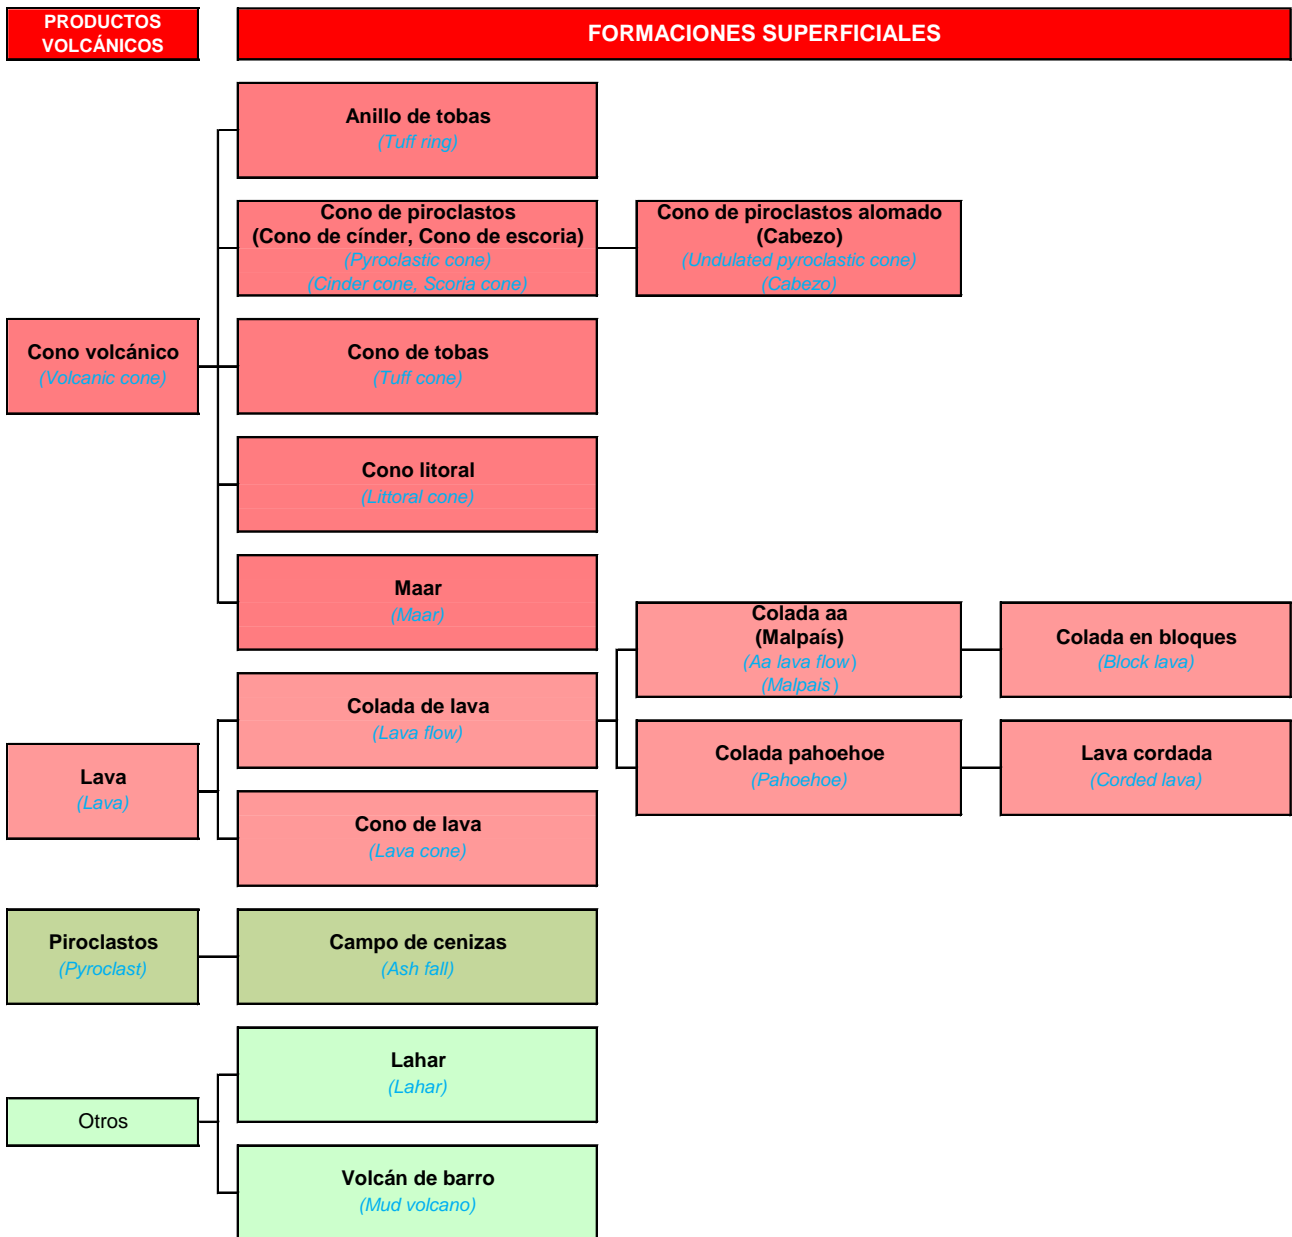 PRODUCTOS
VOLCÁNICOS
FORMACIONES SUPERFICIALES
Anillo de tobas
(Tuff ring)
Cono de piroclastos
(Cono de cínder, Cono de escoria)
(Pyroclastic cone)
(Cinder cone, Scoria cone)
Cono de piroclastos alomado
(Cabezo)
(Undulated pyroclastic cone)
(Cabezo)
Cono volcánico
(Volcanic cone)
Cono de tobas
(Tuff cone)
Cono litoral
(Littoral cone)
Maar
(Maar)
Colada aa
(Malpaís)
(Aa lava flow)
(Malpais)
Colada en bloques
(Block lava)
Colada de lava
(Lava flow)
Colada pahoehoe
(Pahoehoe)
Lava cordada
(Corded lava)
Lava
(Lava)
Cono de lava
(Lava cone)
Piroclastos
(Pyroclast)
Campo de cenizas
(Ash fall)
Lahar
(Lahar)
Otros
Volcán de barro
(Mud volcano)